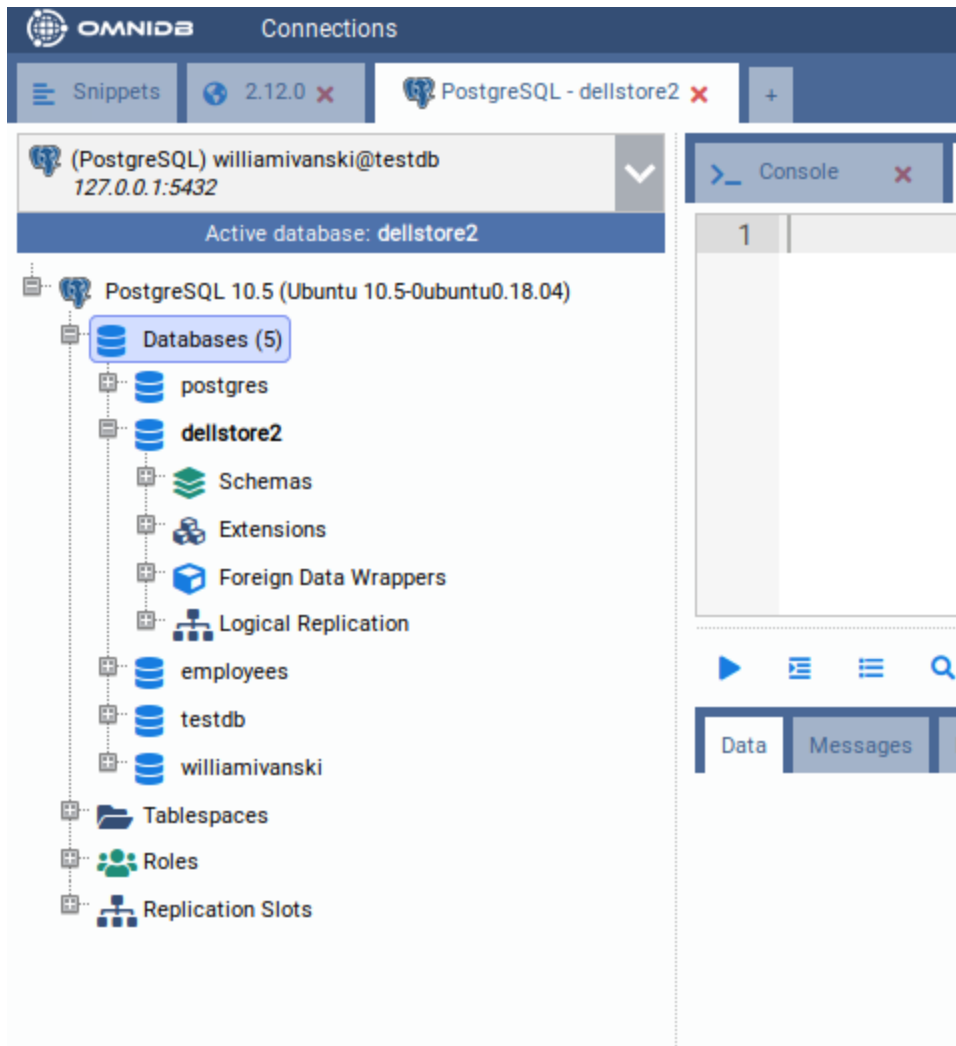 OMNIDB Connections
Snippets 2.12.0 PostgreSQL - dellstore2 +
(PostgreSQL) williamivanski@testdb
127.0.0.1:5432
Active database: dellstore2
PostgreSQL 10.5 (Ubuntu 10.5-0ubuntu0.18.04)
Databases (5)
postgres
dellstore2
Schemas
Extensions
Foreign Data Wrappers
Logical Replication
employees
testdb
williamivanski
Tablespaces
Roles
Replication Slots
Console
1
Data Messages